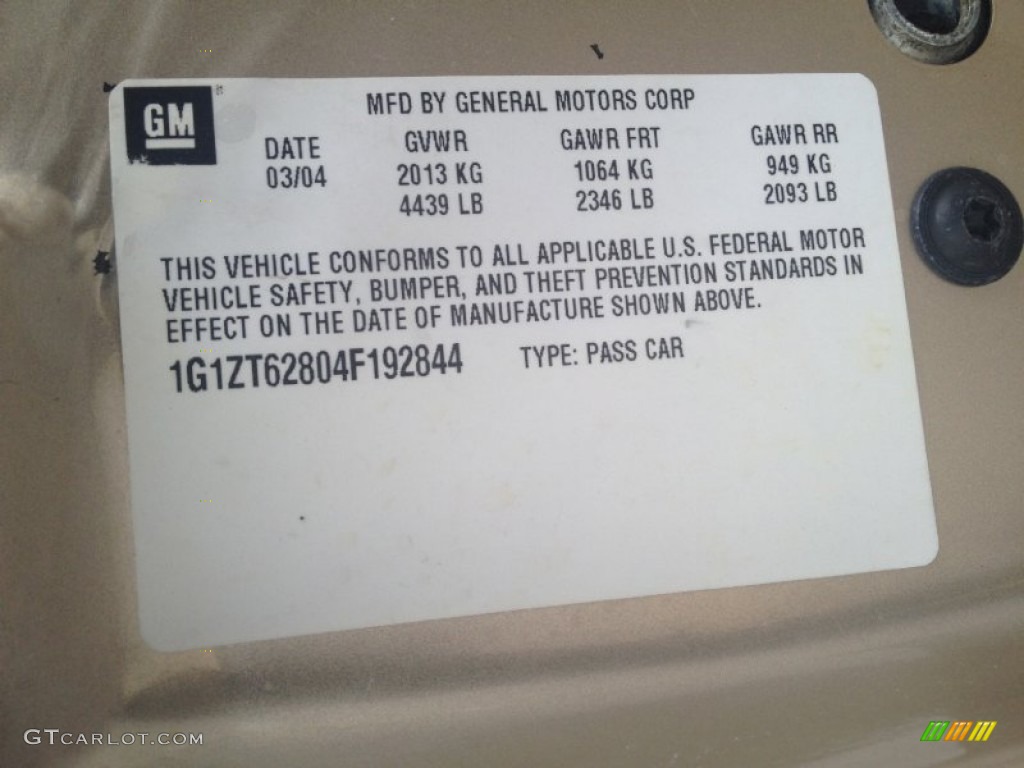 GM
MFD BY GENERAL MOTORS CORP
DATE GVWR GAWR FRT GAWR RR
03/04 2013 KG 1064 KG 949 KG
4439 LB 2346 LB 2093 LB
THIS VEHICLE CONFORMS TO ALL APPLICABLE U.S. FEDERAL MOTOR
VEHICLE SAFETY, BUMPER, AND THEFT PREVENTION STANDARDS IN
EFFECT ON THE DATE OF MANUFACTURE SHOWN ABOVE.
1G1ZT62804F192844 TYPE: PASS CAR
GTCARLOT.COM